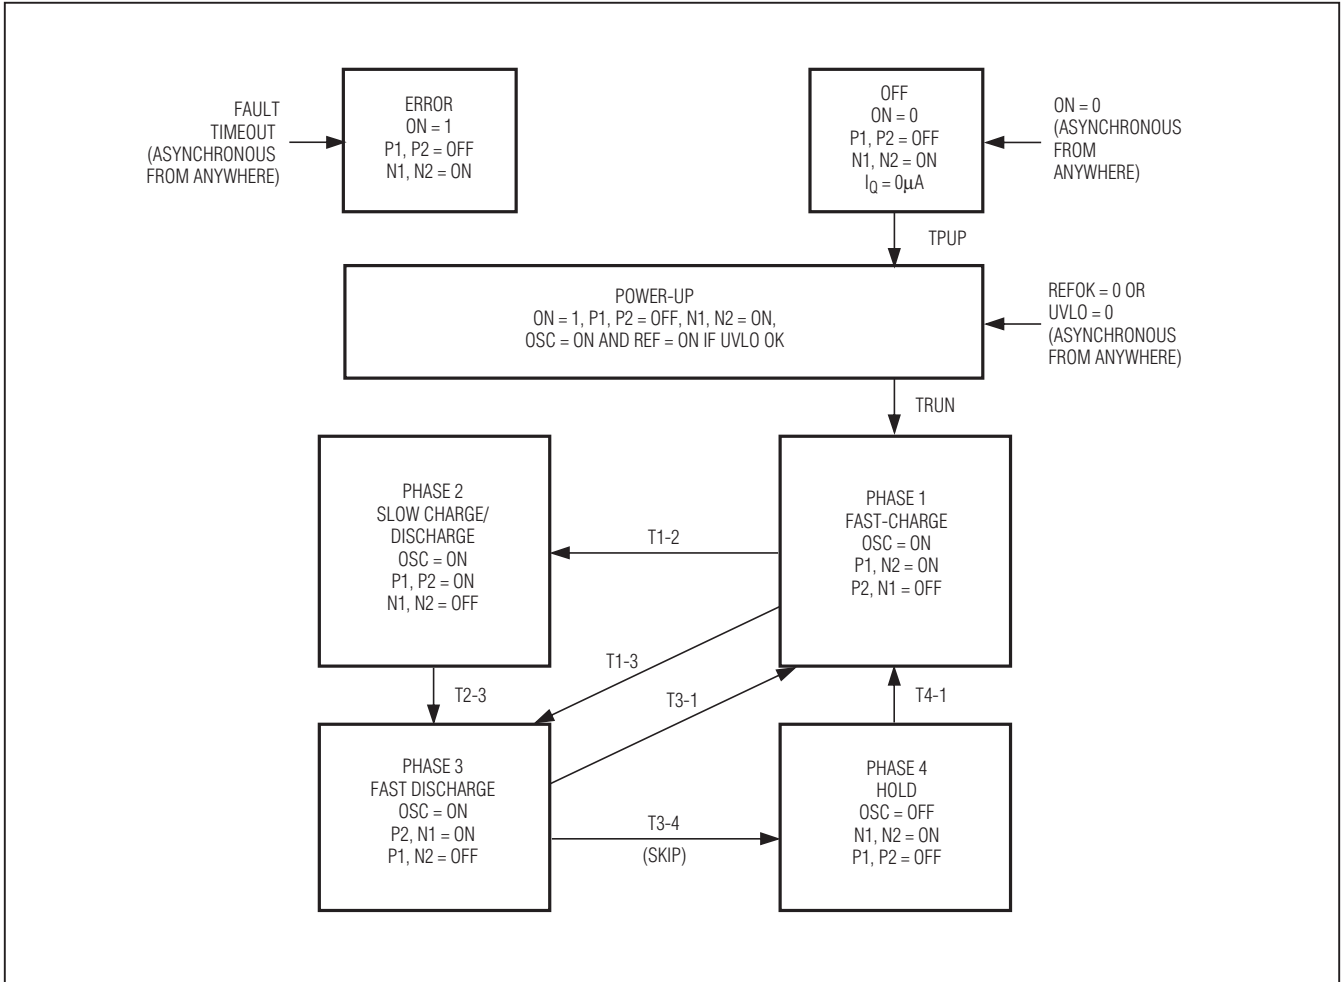 FAULT
TIMEOUT
(ASYNCHRONOUS
FROM ANYWHERE)
ERROR
ON = 1
P1, P2 = OFF
N1, N2 = ON
OFF
ON = 0
P1, P2 = OFF
N1, N2 = ON
IQ = 0μA
ON = 0
(ASYNCHRONOUS
FROM
ANYWHERE)
TPUP
POWER-UP
ON = 1, P1, P2 = OFF, N1, N2 = ON,
OSC = ON AND REF = ON IF UVLO OK
REFOK = 0 OR
UVLO = 0
(ASYNCHRONOUS
FROM ANYWHERE)
TRUN
PHASE 2
SLOW CHARGE/
DISCHARGE
OSC = ON
P1, P2 = ON
N1, N2 = OFF
T1-2
PHASE 1
FAST-CHARGE
OSC = ON
P1, N2 = ON
P2, N1 = OFF
T1-3
T2-3
T3-1
T4-1
PHASE 3
FAST DISCHARGE
OSC = ON
P2, N1 = ON
P1, N2 = OFF
T3-4
(SKIP)
PHASE 4
HOLD
OSC = OFF
N1, N2 = ON
P1, P2 = OFF